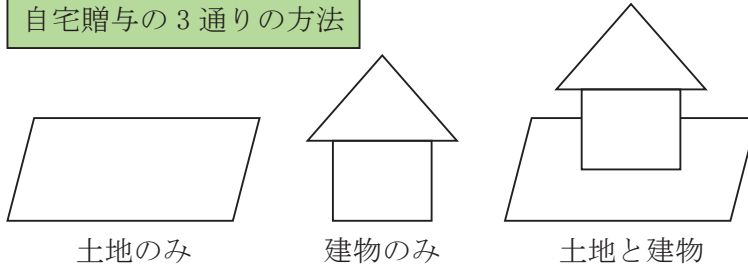 自宅贈与の3通りの方法
土地のみ
建物のみ
土地と建物